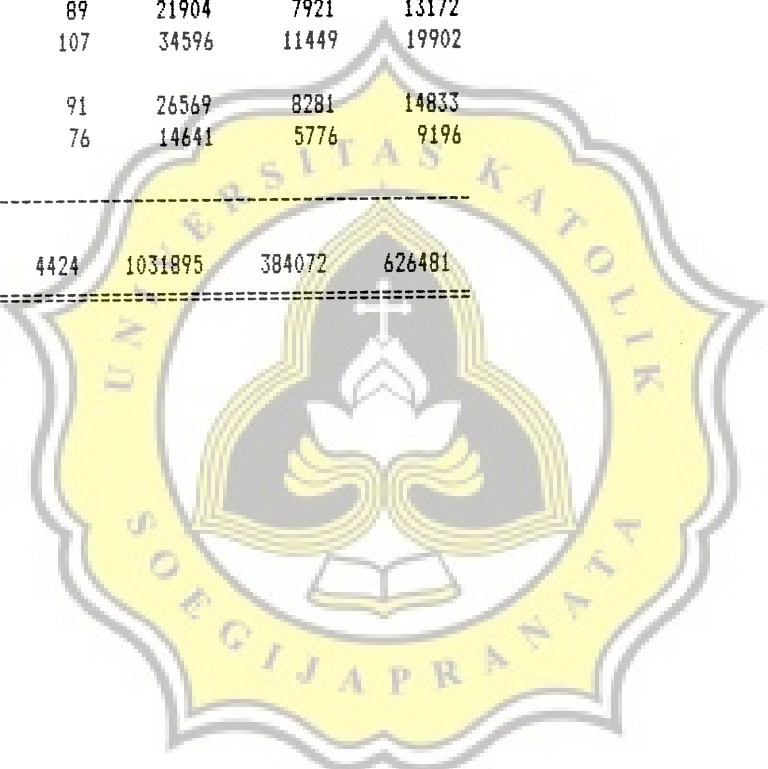 89 21904 7921 13172
107 34596 11449 19902
91 26569 8281 14833
76 14641 5776 9196
4424 1031895 384072 626481
UNIVERSITAS KATOLIK
SOEGIJAPRANATA